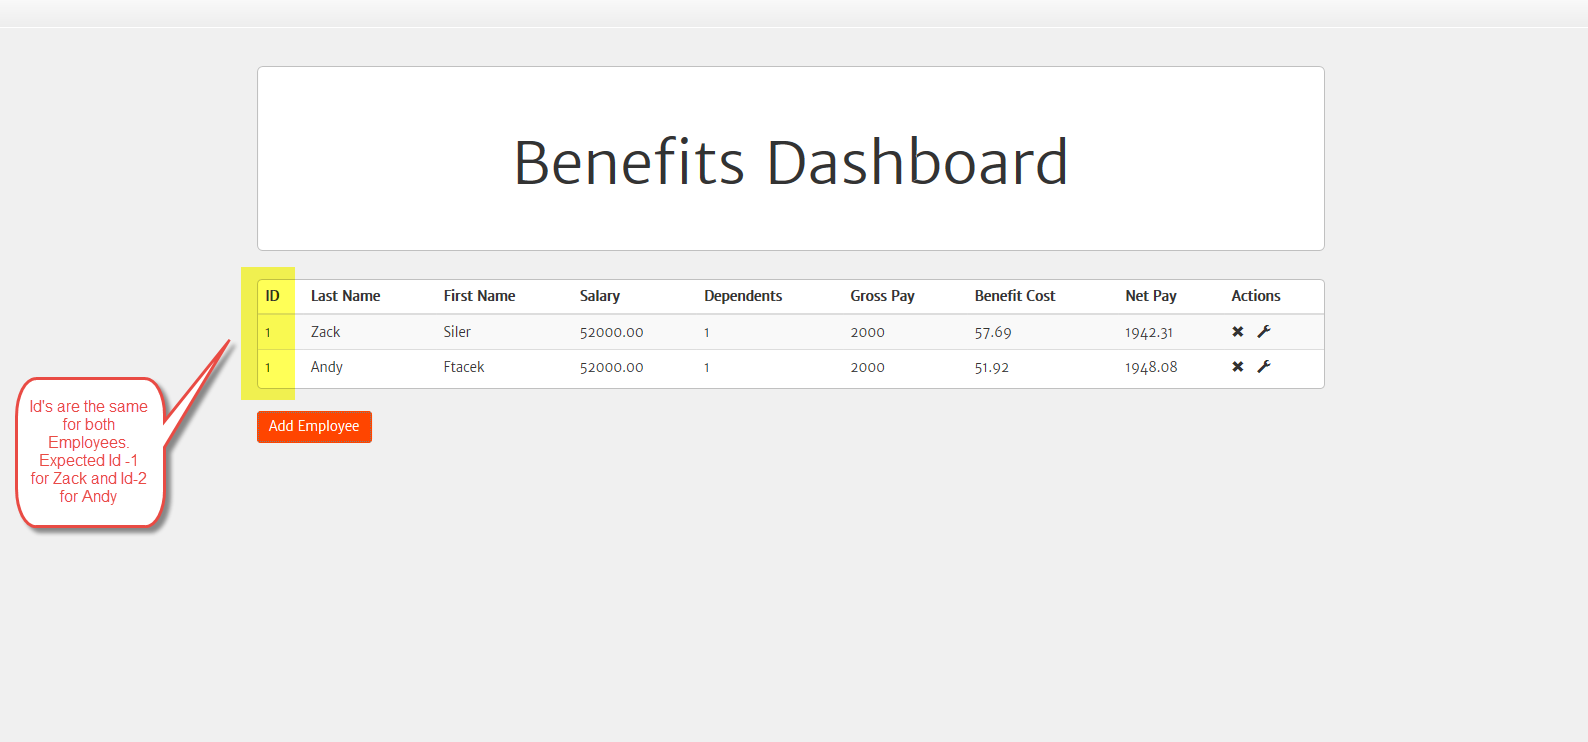 Benefits Dashboard
ID Last Name First Name Salary Dependents Gross Pay Benefit Cost Net Pay Actions
1 Zack Siler 52000.00 1 2000 57.69 1942.31
1 Andy Ftacek 52000.00 1 2000 51.92 1948.08
Add Employee
Id's are the same
for both
Employees.
Expected Id -1
for Zack and Id-2
for Andy